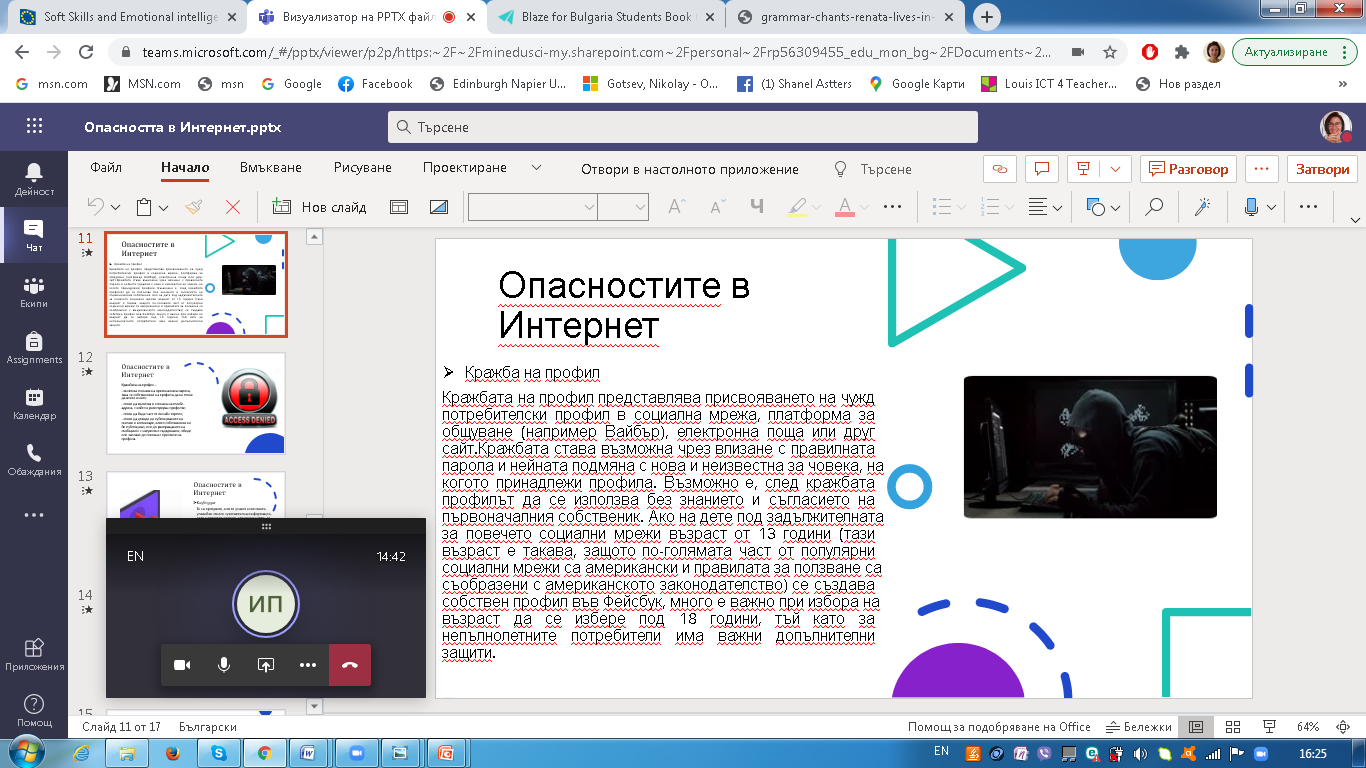 Soft Skills and Emotional intellige
Визуализатор на PPTX файл
Blaze for Bulgaria Students Book
grammar-chants-renata-lives-in-
teams.microsoft.com/_#/pptx/viewer/p2p/https:~2F~2Fminedusci-my.sharepoint.com~2Fpersonal~2Frp56309455_edu_mon_bg~2FDocuments~2...
Актуализиране
msn.com
MSN.com
msn
Google
Facebook
Edinburgh Napier U...
Gotsev, Nikolay - O...
(1) Shanel Astters
Google Карти
Louis ICT 4 Teacher...
Нов раздел
»
Опасността в Интернет.pptx
Търсене
Файл Начало Вмъкване Рисуване Проектиране Отвори в настолното приложение Търсене Разговор Затвори
Нов слайд Ч А
Дейност
Чат
Екипи
Assignments
Календар
Обаждания
Приложения
Помощ
11
Опасностите в
Интернет
12
Опасностите в
Интернет
ACCESS DENIED
13
Опасностите в
Интернет
14
15
EN 14:42
ИП
Опасностите в
Интернет
Кражба на профил
Кражбата на профил представлява присвояването на чужд
потребителски профил в социална мрежа, платформа за
общуване (например Вайбър), електронна поща или друг
сайт.Кражбата става възможна чрез влизане с правилната
парола и нейната подмяна с нова и неизвестна за човека, на
когото принадлежи профила. Възможно е, след кражбата
профилът да се използва без знанието и съгласието на
първоначалния собственик. Ако на дете под задължителната
за повечето социални мрежи възраст от 13 години (тази
възраст е такава, защото по-голямата част от популярни
социални мрежи са американски и правилата за ползване са
съобразени с американското законодателство) се създава
собствен профил във Фейсбук, много е важно при избора на
възраст да се избере под 18 години, тъй като за
непълнолетните потребители има важни допълнителни
защити.
Слайд 11 от 17 Български Помощ за подобряване на Office Бележки 64%
EN 16:25